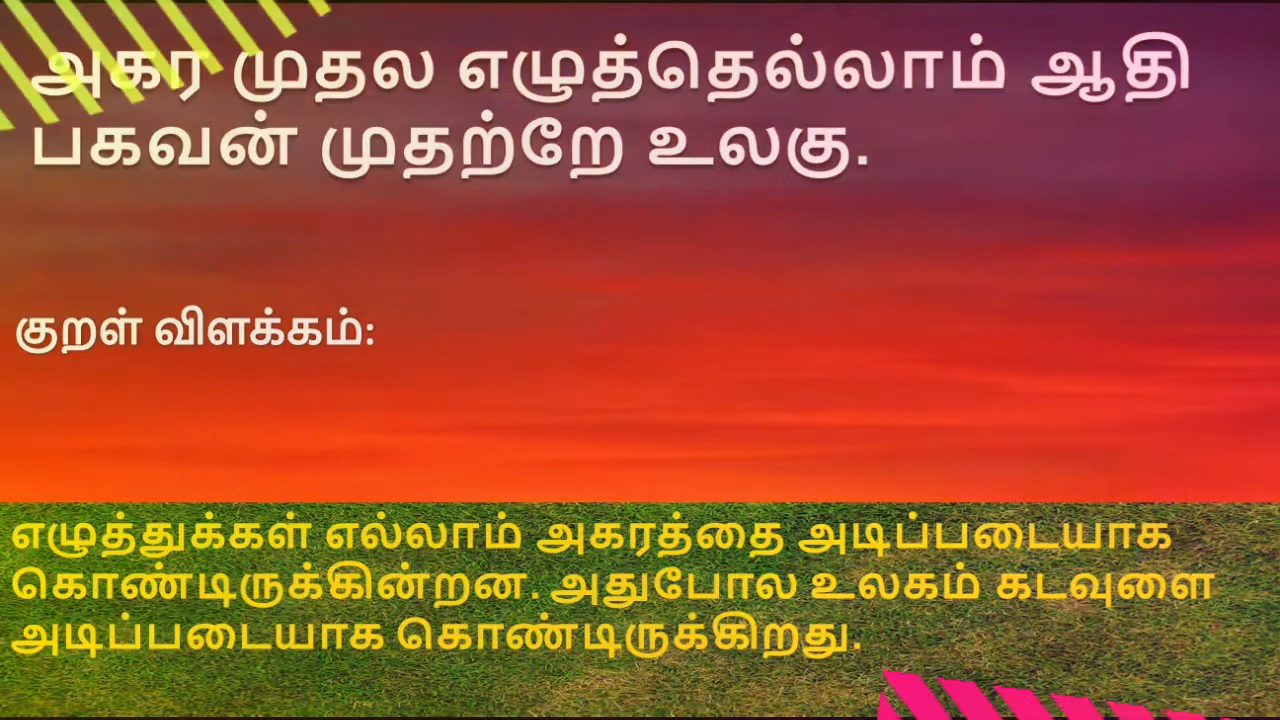 அகர முதல எழுத்தெல்லாம் ஆதி
பகவன் முதற்றே உலகு.
குறள் விளக்கம்:
எழுத்துக்கள் எல்லாம் அகரத்தை அடிப்படையாக
கொண்டிருக்கின்றன. அதுபோல உலகம் கடவுளை
அடிப்படையாக கொண்டிருக்கிறது.